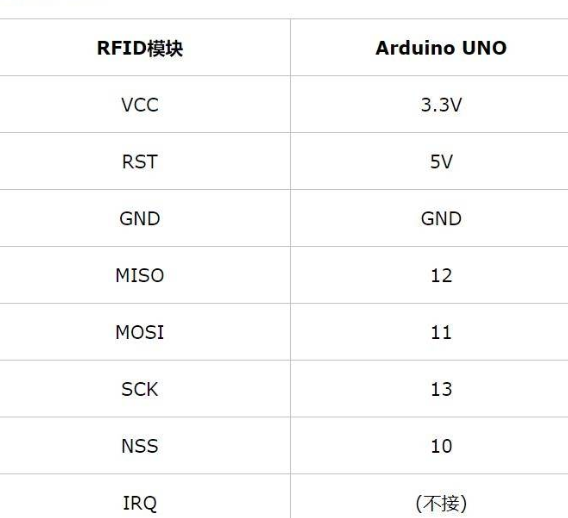 RFID模块 Arduino UNO
VCC 3.3V
RST 5V
GND GND
MISO 12
MOSI 11
SCK 13
NSS 10
IRQ (不接)